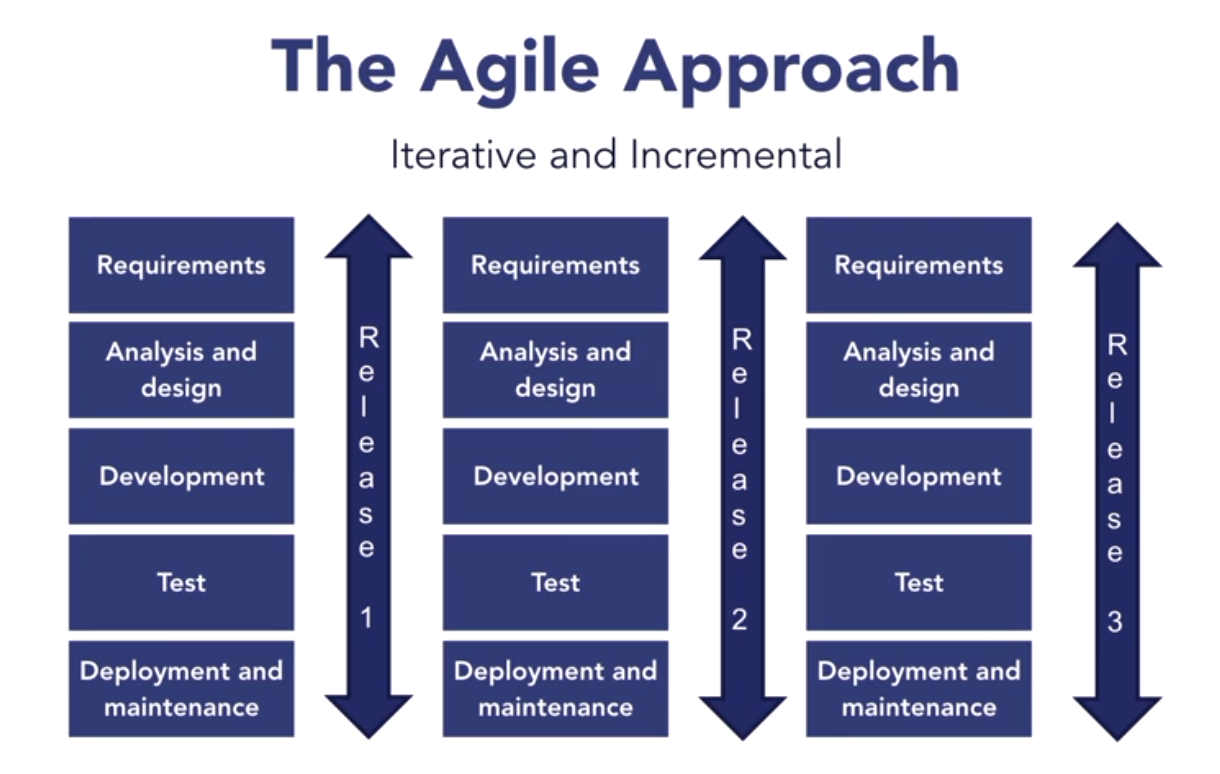 The Agile Approach
Iterative and Incremental
Requirements
Analysis and
design
Development
Test
Deployment and
maintenance
Release 1
Requirements
Analysis and
design
Development
Test
Deployment and
maintenance
Release 2
Requirements
Analysis and
design
Development
Test
Deployment and
maintenance
Release 3